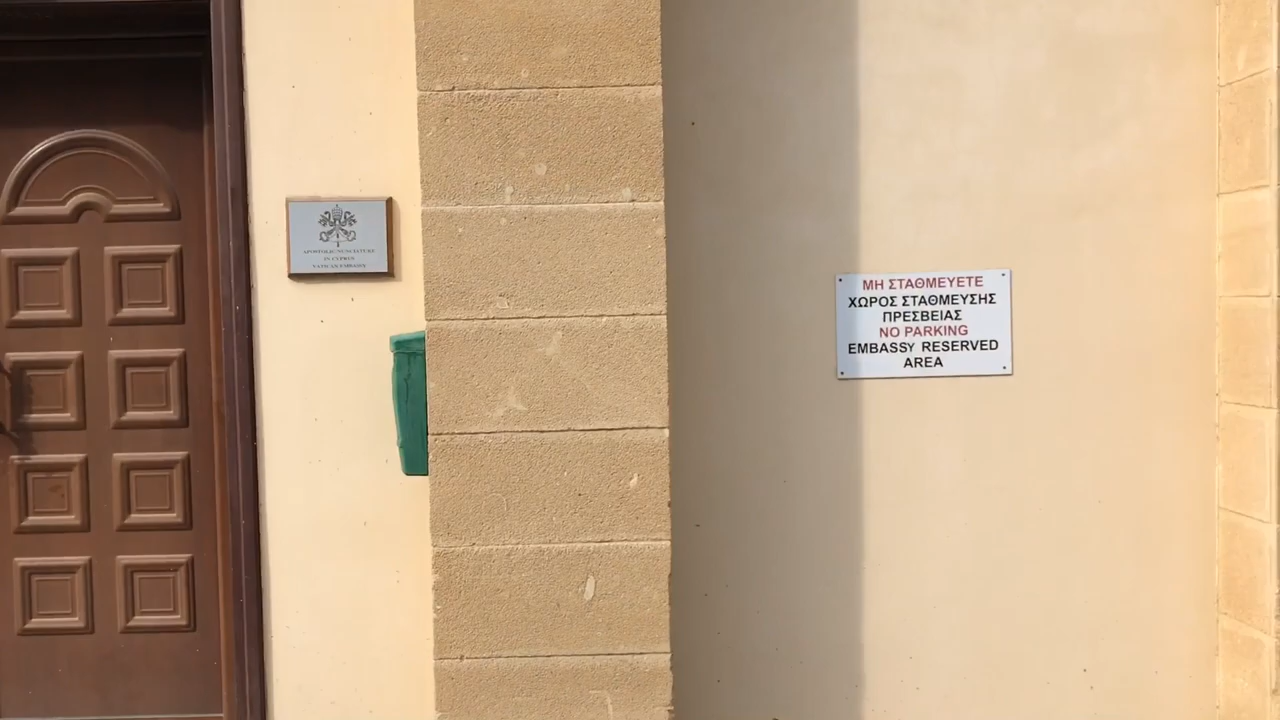 APOSTOLIC NUNCIATURE
IN CYPRUS
VATICAN EMBASSY
ΜΗ ΣΤΑΘΜΕΥΕΤΕ
ΧΩΡΟΣ ΣΤΑΘΜΕΥΣΗΣ
ΠΡΕΣΒΕΙΑΣ
NO PARKING
EMBASSY RESERVED
AREA